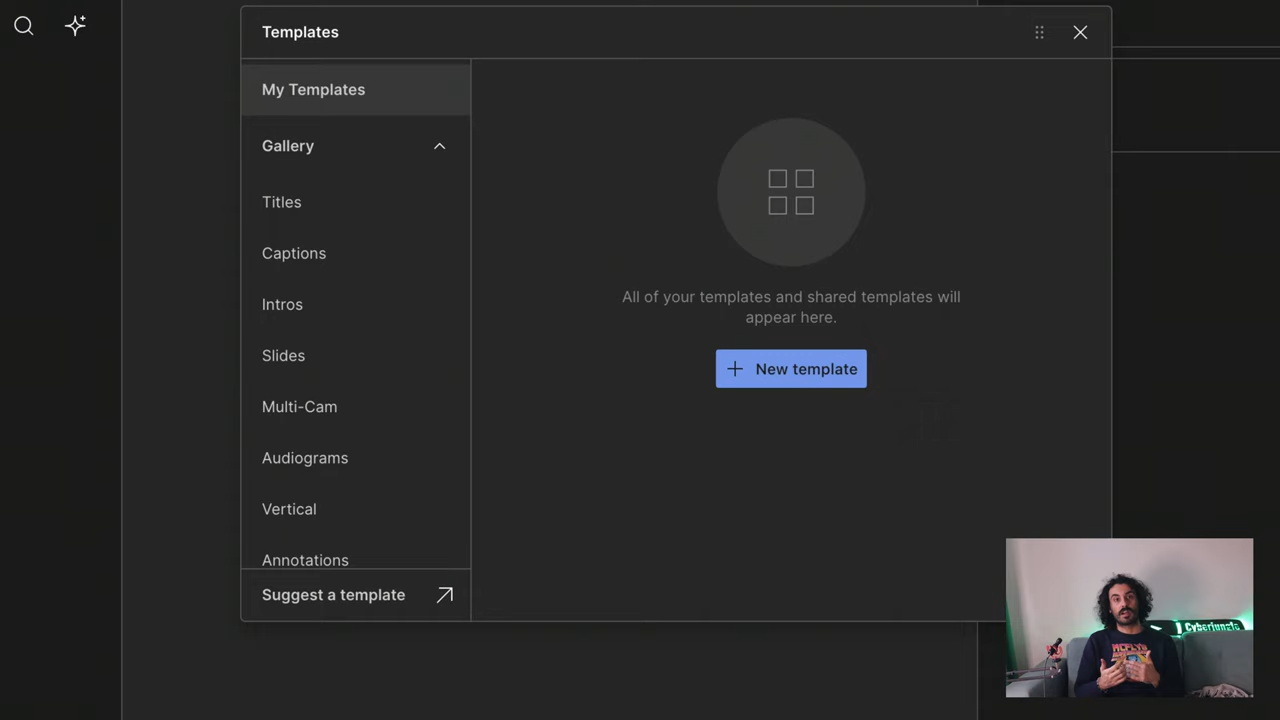 Templates
My Templates
Gallery
Titles
Captions
Intros
Slides
Multi-Cam
Audiograms
Vertical
Annotations
Suggest a template
All of your templates and shared templates will
appear here.
New template
MCFLYS